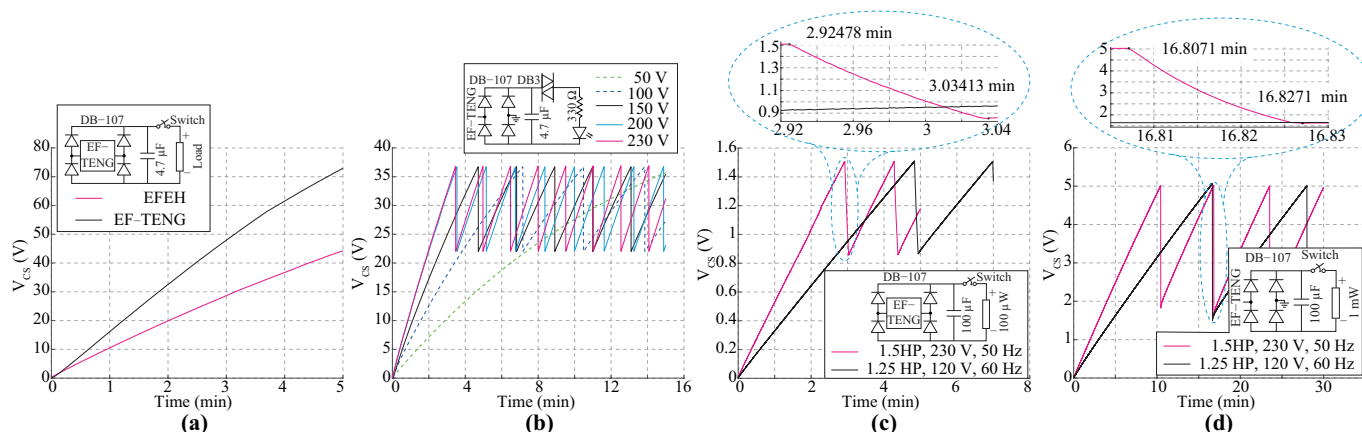 80
70
60
50
40
30
20
10
0
V_CS (V)
DB−107
Switch
EF−
TENG
4.7 µF
+
−
Load
EFEH
EF−TENG
0 1 2 3 4 5
Time (min)
(a)
DB−107 DB3
EF−TENG
4.7 µF
330 Ω
50 V
100 V
150 V
200 V
230 V
40
35
30
25
20
15
10
5
0
V_CS (V)
0 5 10 15 20
Time (min)
(b)
1.5
1.3
1.1
0.9
2.92478 min
3.03413 min
2.92 2.96 3 3.04
1.6
1.4
1.2
1
0.8
0.6
0.4
0.2
0
V_CS (V)
DB−107
Switch
EF−
TENG
100 µF
+
−
100 µW
1.5HP, 230 V, 50 Hz
1.25 HP, 120 V, 60 Hz
0 2 4 6 8
Time (min)
(c)
5
4
3
2
16.8071 min
16.8271 min
16.81 16.82 16.83
6
5
4
3
2
1
0
V_CS (V)
DB−107
Switch
EF−TENG
100 µF
+
−
1 mW
1.5HP, 230 V, 50 Hz
1.25 HP, 120 V, 60 Hz
0 10 20 30
Time (min)
(d)